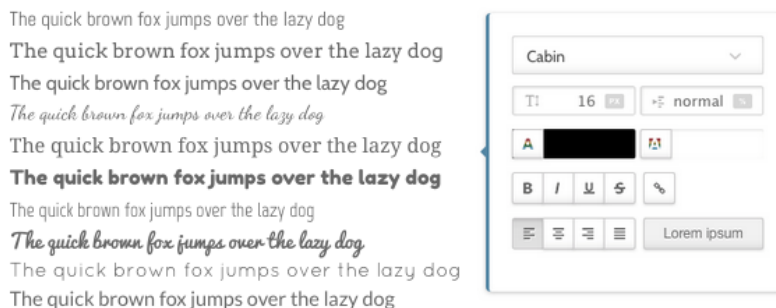 The quick brown fox jumps over the lazy dog
The quick brown fox jumps over the lazy dog
The quick brown fox jumps over the lazy dog
The quick brown fox jumps over the lazy dog
The quick brown fox jumps over the lazy dog
The quick brown fox jumps over the lazy dog
The quick brown fox jumps over the lazy dog
The quick brown fox jumps over the lazy dog
The quick brown fox jumps over the lazy dog
The quick brown fox jumps over the lazy dog
Cabin
TI 16 PX normal %
A A
B I U S
Lorem ipsum